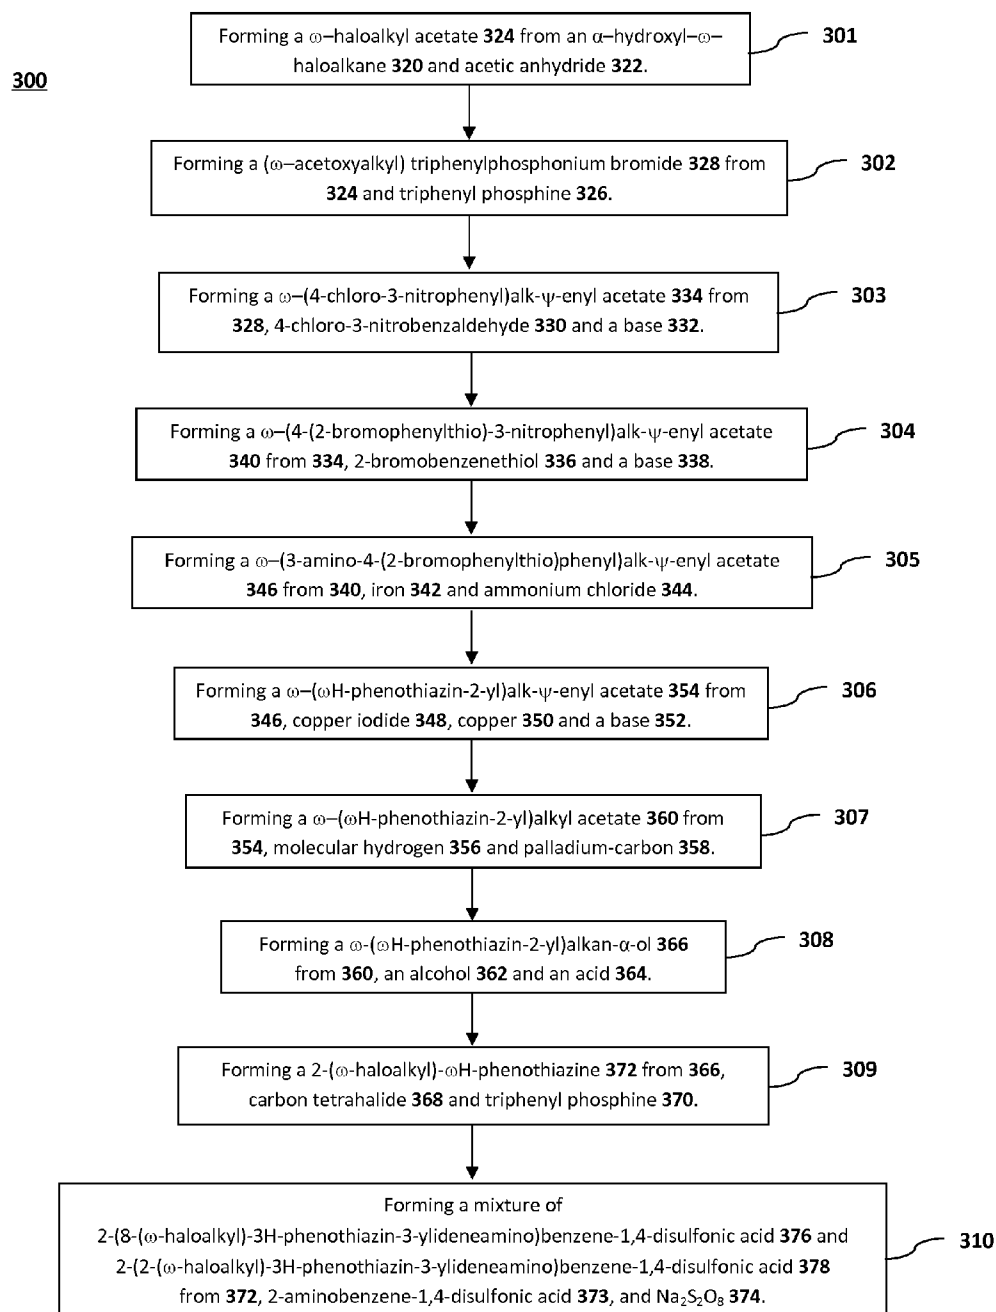 300
Forming a ω–haloalkyl acetate 324 from an α–hydroxyl–ω–
haloalkane 320 and acetic anhydride 322.
301
Forming a (ω–acetoxyalkyl) triphenylphosphonium bromide 328 from
324 and triphenyl phosphine 326.
302
Forming a ω–(4-chloro-3-nitrophenyl)alk-ψ-enyl acetate 334 from
328, 4-chloro-3-nitrobenzaldehyde 330 and a base 332.
303
Forming a ω–(4-(2-bromophenylthio)-3-nitrophenyl)alk-ψ-enyl acetate
340 from 334, 2-bromobenzenethiol 336 and a base 338.
304
Forming a ω–(3-amino-4-(2-bromophenylthio)phenyl)alk-ψ-enyl acetate
346 from 340, iron 342 and ammonium chloride 344.
305
Forming a ω–(ωH-phenothiazin-2-yl)alk-ψ-enyl acetate 354 from
346, copper iodide 348, copper 350 and a base 352.
306
Forming a ω–(ωH-phenothiazin-2-yl)alkyl acetate 360 from
354, molecular hydrogen 356 and palladium-carbon 358.
307
Forming a ω-(ωH-phenothiazin-2-yl)alkan-α-ol 366
from 360, an alcohol 362 and an acid 364.
308
Forming a 2-(ω-haloalkyl)-ωH-phenothiazine 372 from 366,
carbon tetrahalide 368 and triphenyl phosphine 370.
309
Forming a mixture of
2-(8-(ω-haloalkyl)-3H-phenothiazin-3-ylideneamino)benzene-1,4-disulfonic acid 376 and
2-(2-(ω-haloalkyl)-3H-phenothiazin-3-ylideneamino)benzene-1,4-disulfonic acid 378
from 372, 2-aminobenzene-1,4-disulfonic acid 373, and Na₂S₂O₈ 374.
310